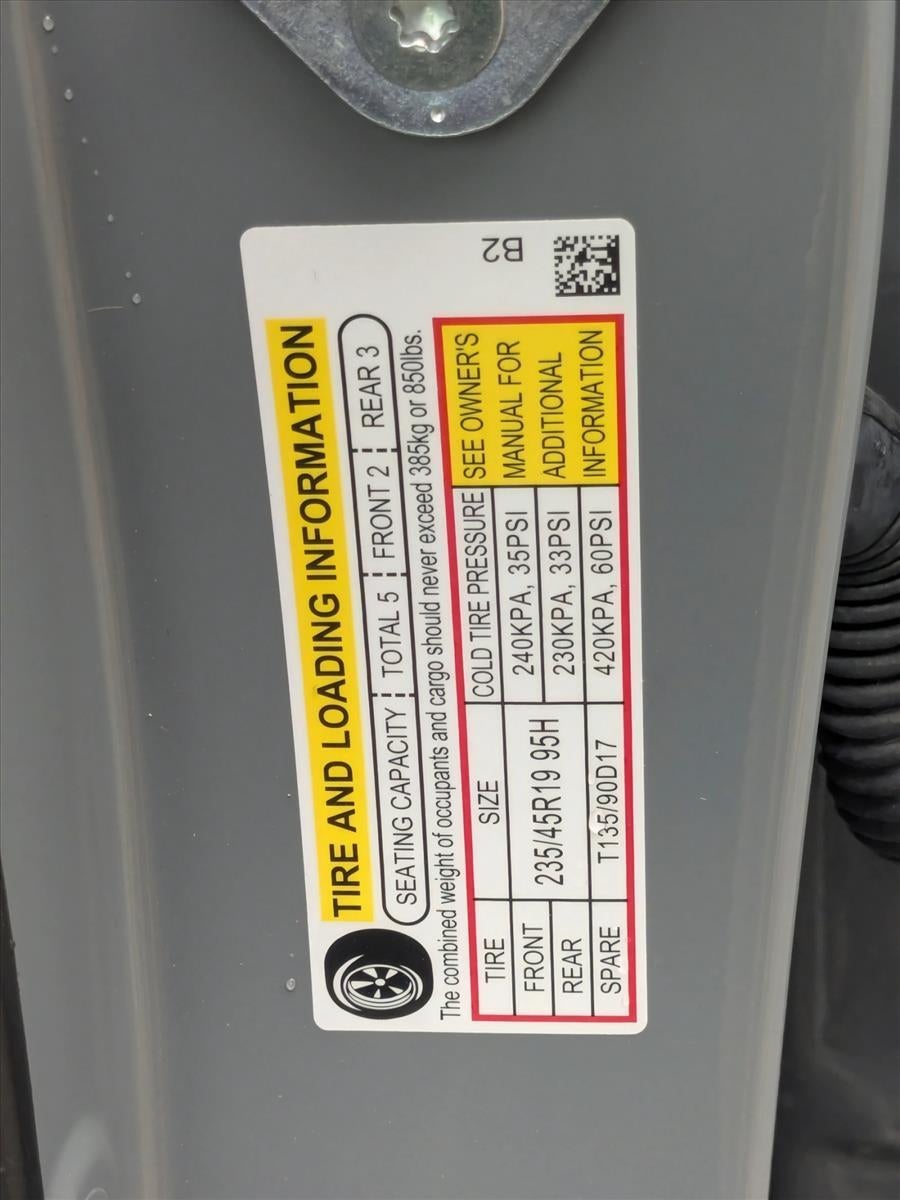 TIRE AND LOADING INFORMATION
SEATING CAPACITY TOTAL 5 FRONT 2 REAR 3
The combined weight of occupants and cargo should never exceed 385kg or 850lbs.
TIRE SIZE COLD TIRE PRESSURE
FRONT 235/45R19 95H 240KPA, 35PSI
REAR 230KPA, 33PSI
SPARE T135/90D17 420KPA, 60PSI
SEE OWNER'S
MANUAL FOR
ADDITIONAL
INFORMATION
B2